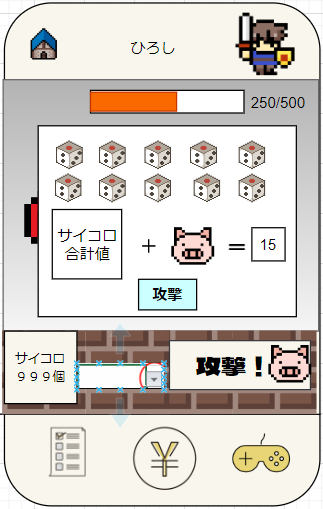 ひろし
250/500
サイコロ
合計値
+
=
15
攻撃
サイコロ
９９９個
攻撃！
¥